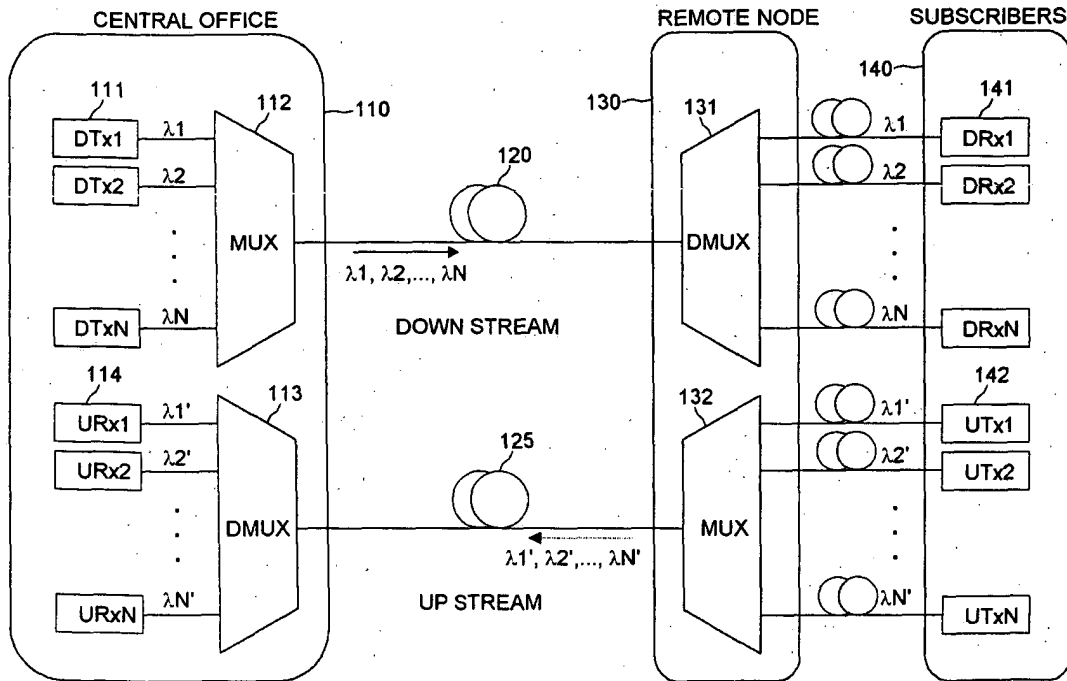 CENTRAL OFFICE
REMOTE NODE
SUBSCRIBERS
111
112
110
120
130
131
140
141
DTx1
λ1
λ1
DRx1
DTx2
λ2
λ2
DRx2
MUX
DMUX
λ1, λ2,..., λN
DTxN
λN
λN
DRxN
DOWN STREAM
114
113
125
132
142
URx1
λ1'
λ1'
UTx1
URx2
λ2'
λ2'
UTx2
DMUX
MUX
λ1', λ2',..., λN'
URxN
λN'
λN'
UTxN
UP STREAM